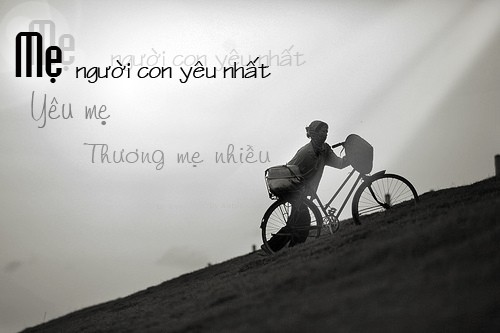 Mẹ người con yêu nhất
Yêu mẹ
Thương mẹ nhiều